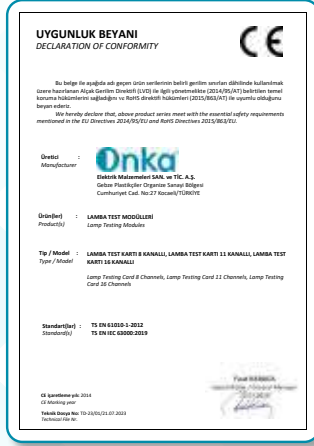 UYGUNLUK BEYANI
DECLARATION OF CONFORMITY
CE
Bu belge ile aşağıda adı geçen ürün serilerinin belirli gerilim sınırları dâhilinde kullanılmak
üzere hazırlanan Alçak Gerilim Direktifi (LVD) ile ilgili yönetmelikte (2014/95/AT) belirtilen temel
koruma hükümlerini sağladığını ve RoHS direktifi hükümleri (2015/863/AT) ile uyumlu olduğunu
beyan ederiz.
We hereby declare that, above product series meet with the essential safety requirements
mentioned in the EU Directives 2014/95/EU and RoHS Directives 2015/863/EU.
Üretici :
Manufacturer
Onka
Elektrik Malzemeleri SAN. ve TİC. A.Ş.
Gebze Plastikçiler Organize Sanayi Bölgesi
Cumhuriyet Cad. No:27 Kocaeli/TÜRKİYE
Ürün(ler) : LAMBA TEST MODÜLLERİ
Product(s) Lamp Testing Modules
Tip / Model : LAMBA TEST KARTI 8 KANALLI, LAMBA TEST KARTI 11 KANALLI, LAMBA TEST
Type / Model KARTI 16 KANALLI
Lamp Testing Card 8 Channels, Lamp Testing Card 11 Channels, Lamp Testing
Card 16 Channels
Standart(lar) : TS EN 61010-1-2012
Standard(s) TS EN IEC 63000:2019
CE işaretleme yılı: 2014
CE Marking year
Teknik Dosya No: TD-23/01/21.07.2023
Technical File Nr.